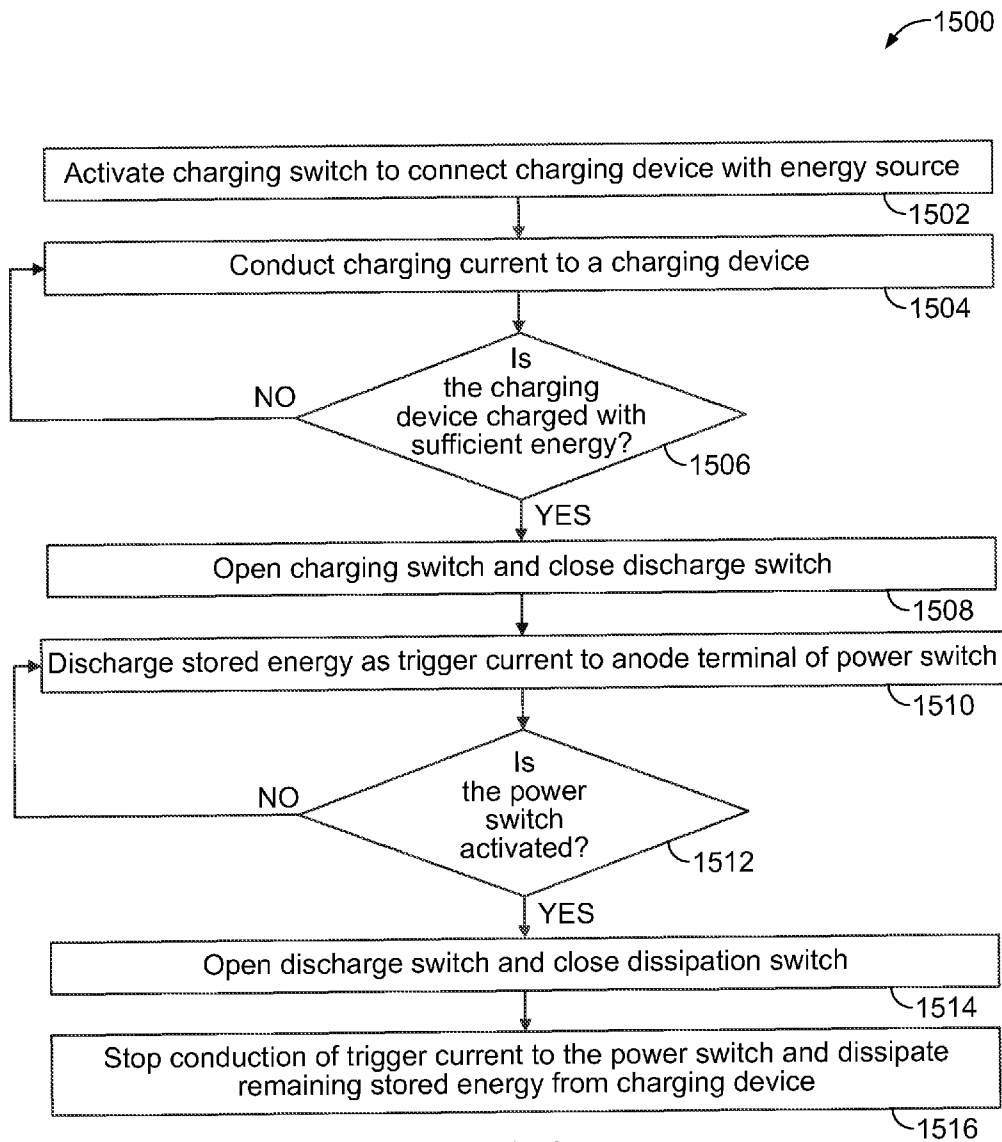 1500
Activate charging switch to connect charging device with energy source
1502
Conduct charging current to a charging device
1504
Is
the charging
device charged with
sufficient energy?
NO
1506
YES
Open charging switch and close discharge switch
1508
Discharge stored energy as trigger current to anode terminal of power switch
1510
Is
the power
switch
activated?
NO
1512
YES
Open discharge switch and close dissipation switch
1514
Stop conduction of trigger current to the power switch and dissipate
remaining stored energy from charging device
1516